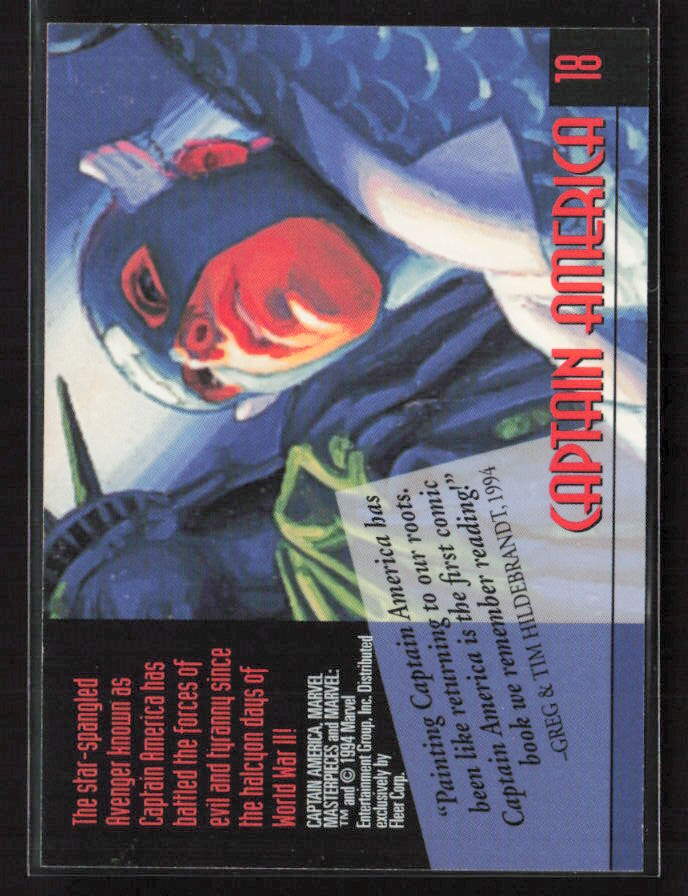 The star-spangled
Avenger known as
Captain America has
battled the forces of
evil and tyranny since
the halcyon days of
World War II!
CAPTAIN AMERICA, MARVEL
MASTERPIECES and MARVEL:
™ and © 1994 Marvel
Entertainment Group, Inc. Distributed
exclusively by
Fleer Corp.
“Painting Captain America has
been like returning to our roots.
Captain America is the first comic
book we remember reading!”
–GREG & TIM HILDEBRANDT, 1994
CAPTAIN AMERICA 18